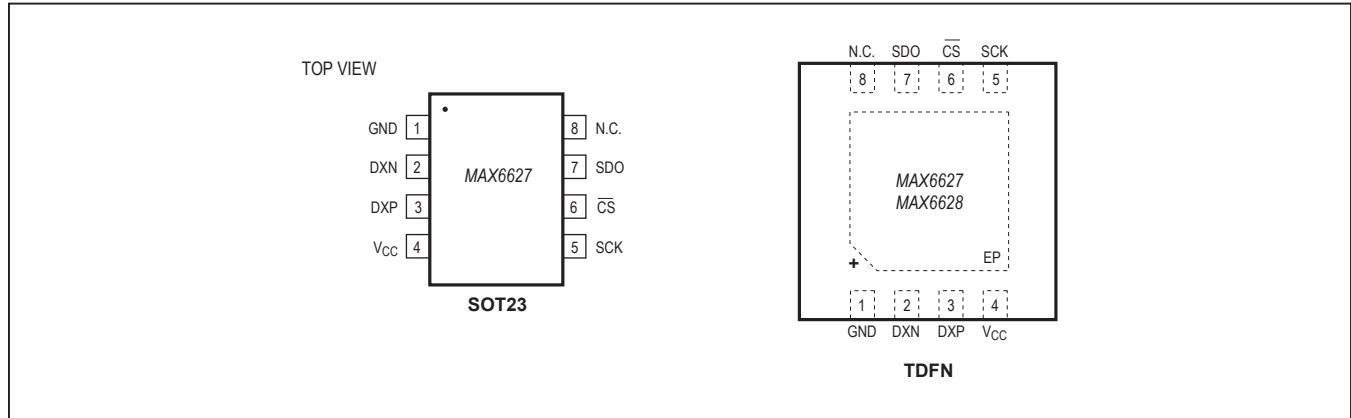 TOP VIEW
GND 1
DXN 2
DXP 3
VCC 4
MAX6627
8 N.C.
7 SDO
6 CS
5 SCK
SOT23
N.C. SDO CS SCK
8 7 6 5
MAX6627
MAX6628
EP
+
1 2 3 4
GND DXN DXP VCC
TDFN